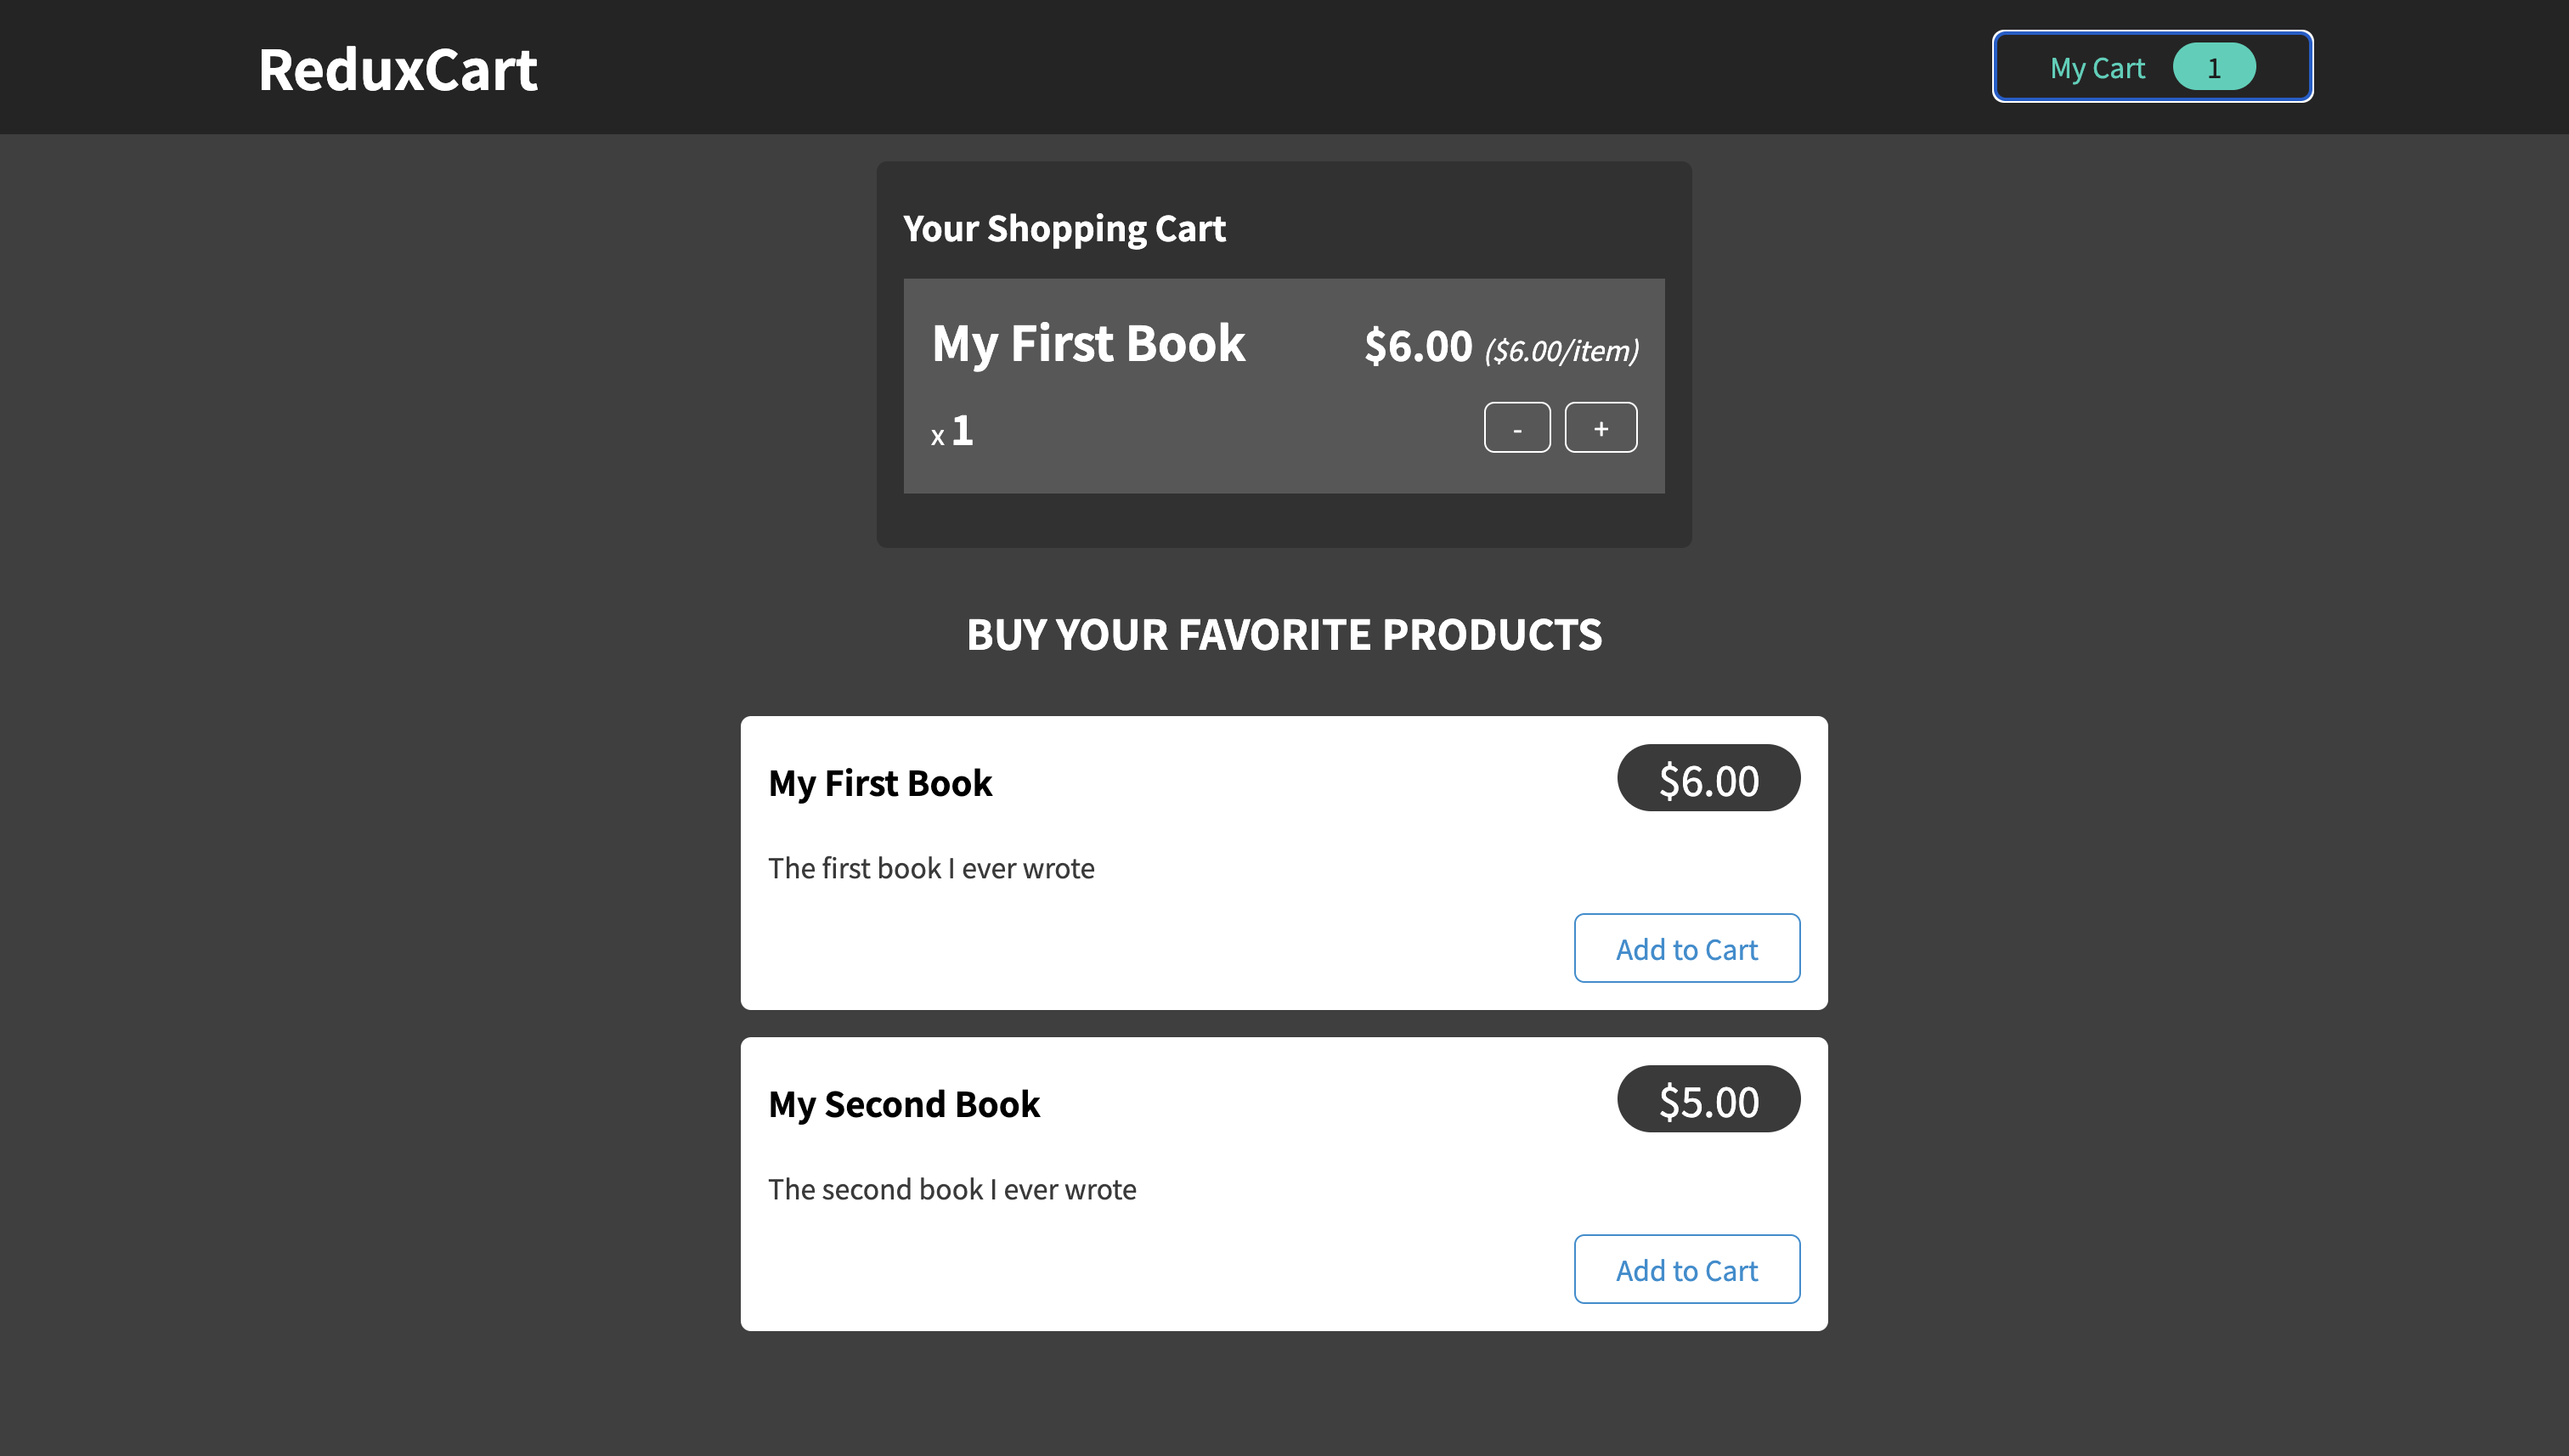 ReduxCart
My Cart 1
Your Shopping Cart
My First Book $6.00 ($6.00/item)
x 1 - +
BUY YOUR FAVORITE PRODUCTS
My First Book $6.00
The first book I ever wrote
Add to Cart
My Second Book $5.00
The second book I ever wrote
Add to Cart